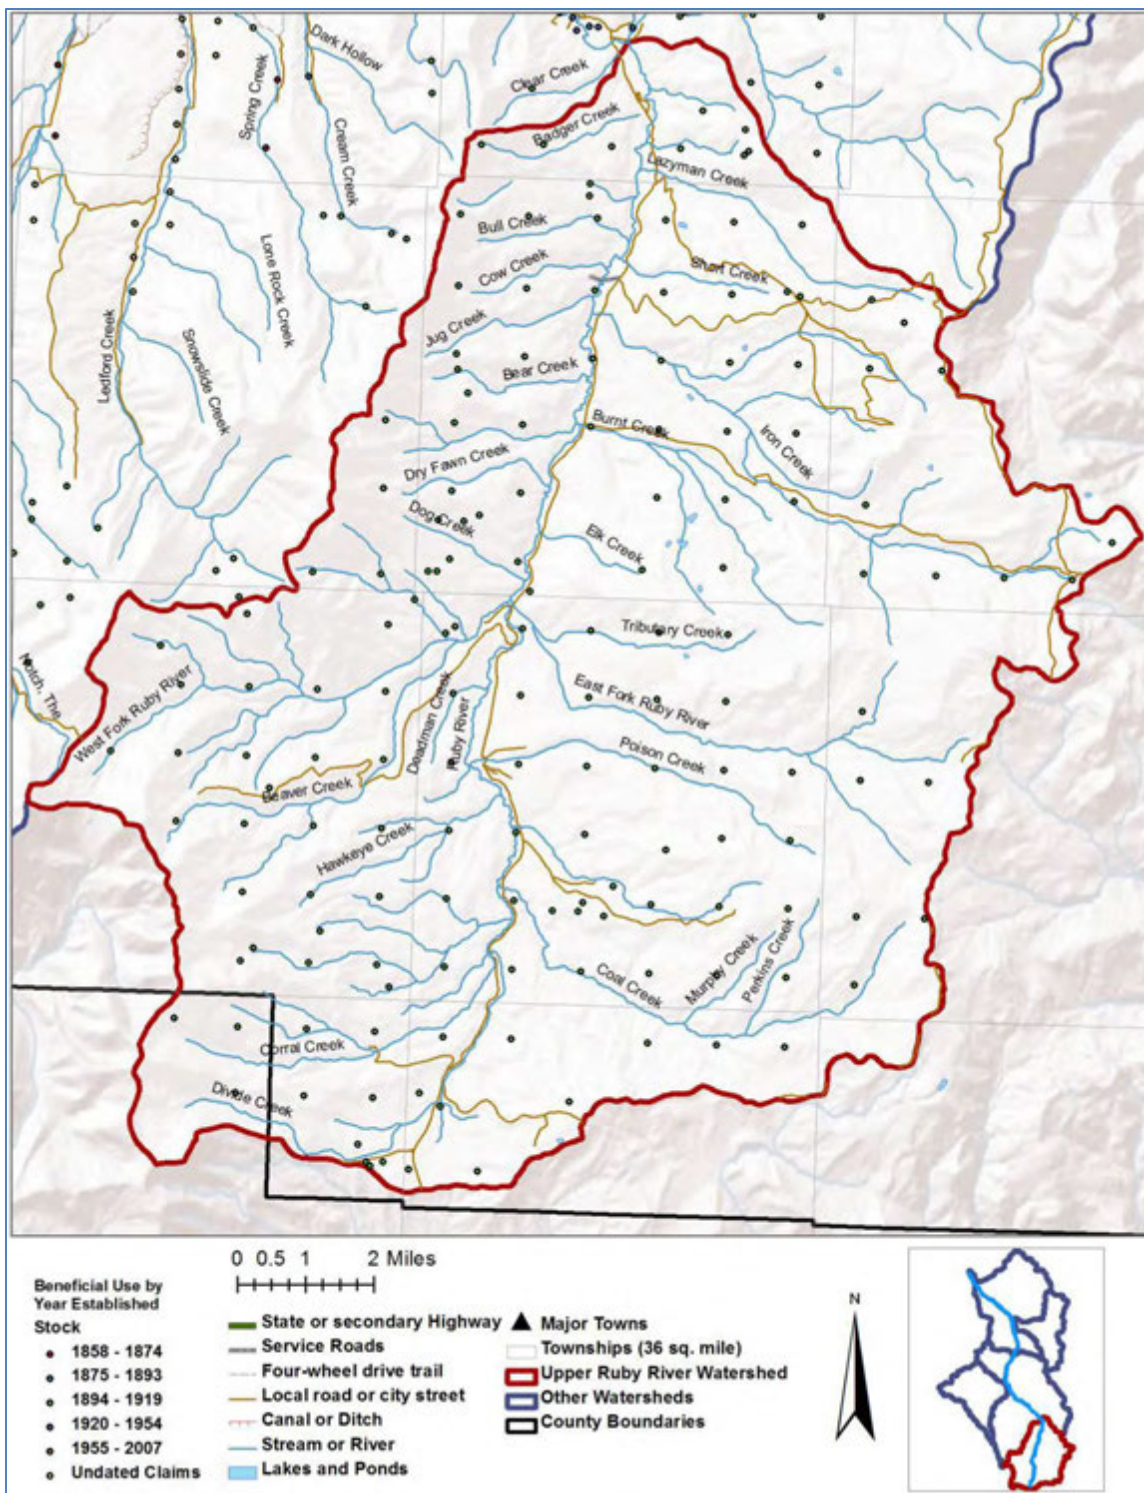 Dark Hollow
Clear Creek
Spring Creek
Cream Creek
Badger Creek
Lazyman Creek
Bull Creek
Lone Rock Creek
Cow Creek
Short Creek
Ledford Creek
Jug Creek
Snowslide Creek
Bear Creek
Burnt Creek
Iron Creek
Dry Fawn Creek
Dog Creek
Elk Creek
Tributary Creek
Notch, The
West Fork Ruby River
Deadman Creek
Ruby River
East Fork Ruby River
Poison Creek
Beaver Creek
Hawkeye Creek
Coal Creek
Murphy Creek
Perkins Creek
Corral Creek
Divide Creek
0 0.5 1 2 Miles
Beneficial Use by
Year Established
Stock
1858 - 1874
1875 - 1893
1894 - 1919
1920 - 1954
1955 - 2007
Undated Claims
State or secondary Highway
Service Roads
Four-wheel drive trail
Local road or city street
Canal or Ditch
Stream or River
Lakes and Ponds
Major Towns
Townships (36 sq. mile)
Upper Ruby River Watershed
Other Watersheds
County Boundaries
N